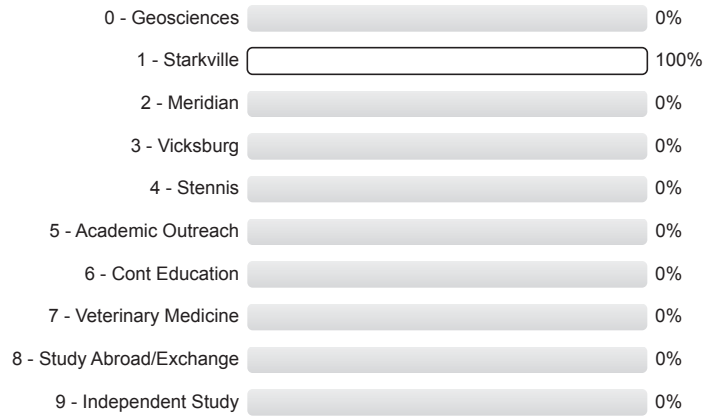 0 - Geosciences 0%
1 - Starkville 100%
2 - Meridian 0%
3 - Vicksburg 0%
4 - Stennis 0%
5 - Academic Outreach 0%
6 - Cont Education 0%
7 - Veterinary Medicine 0%
8 - Study Abroad/Exchange 0%
9 - Independent Study 0%